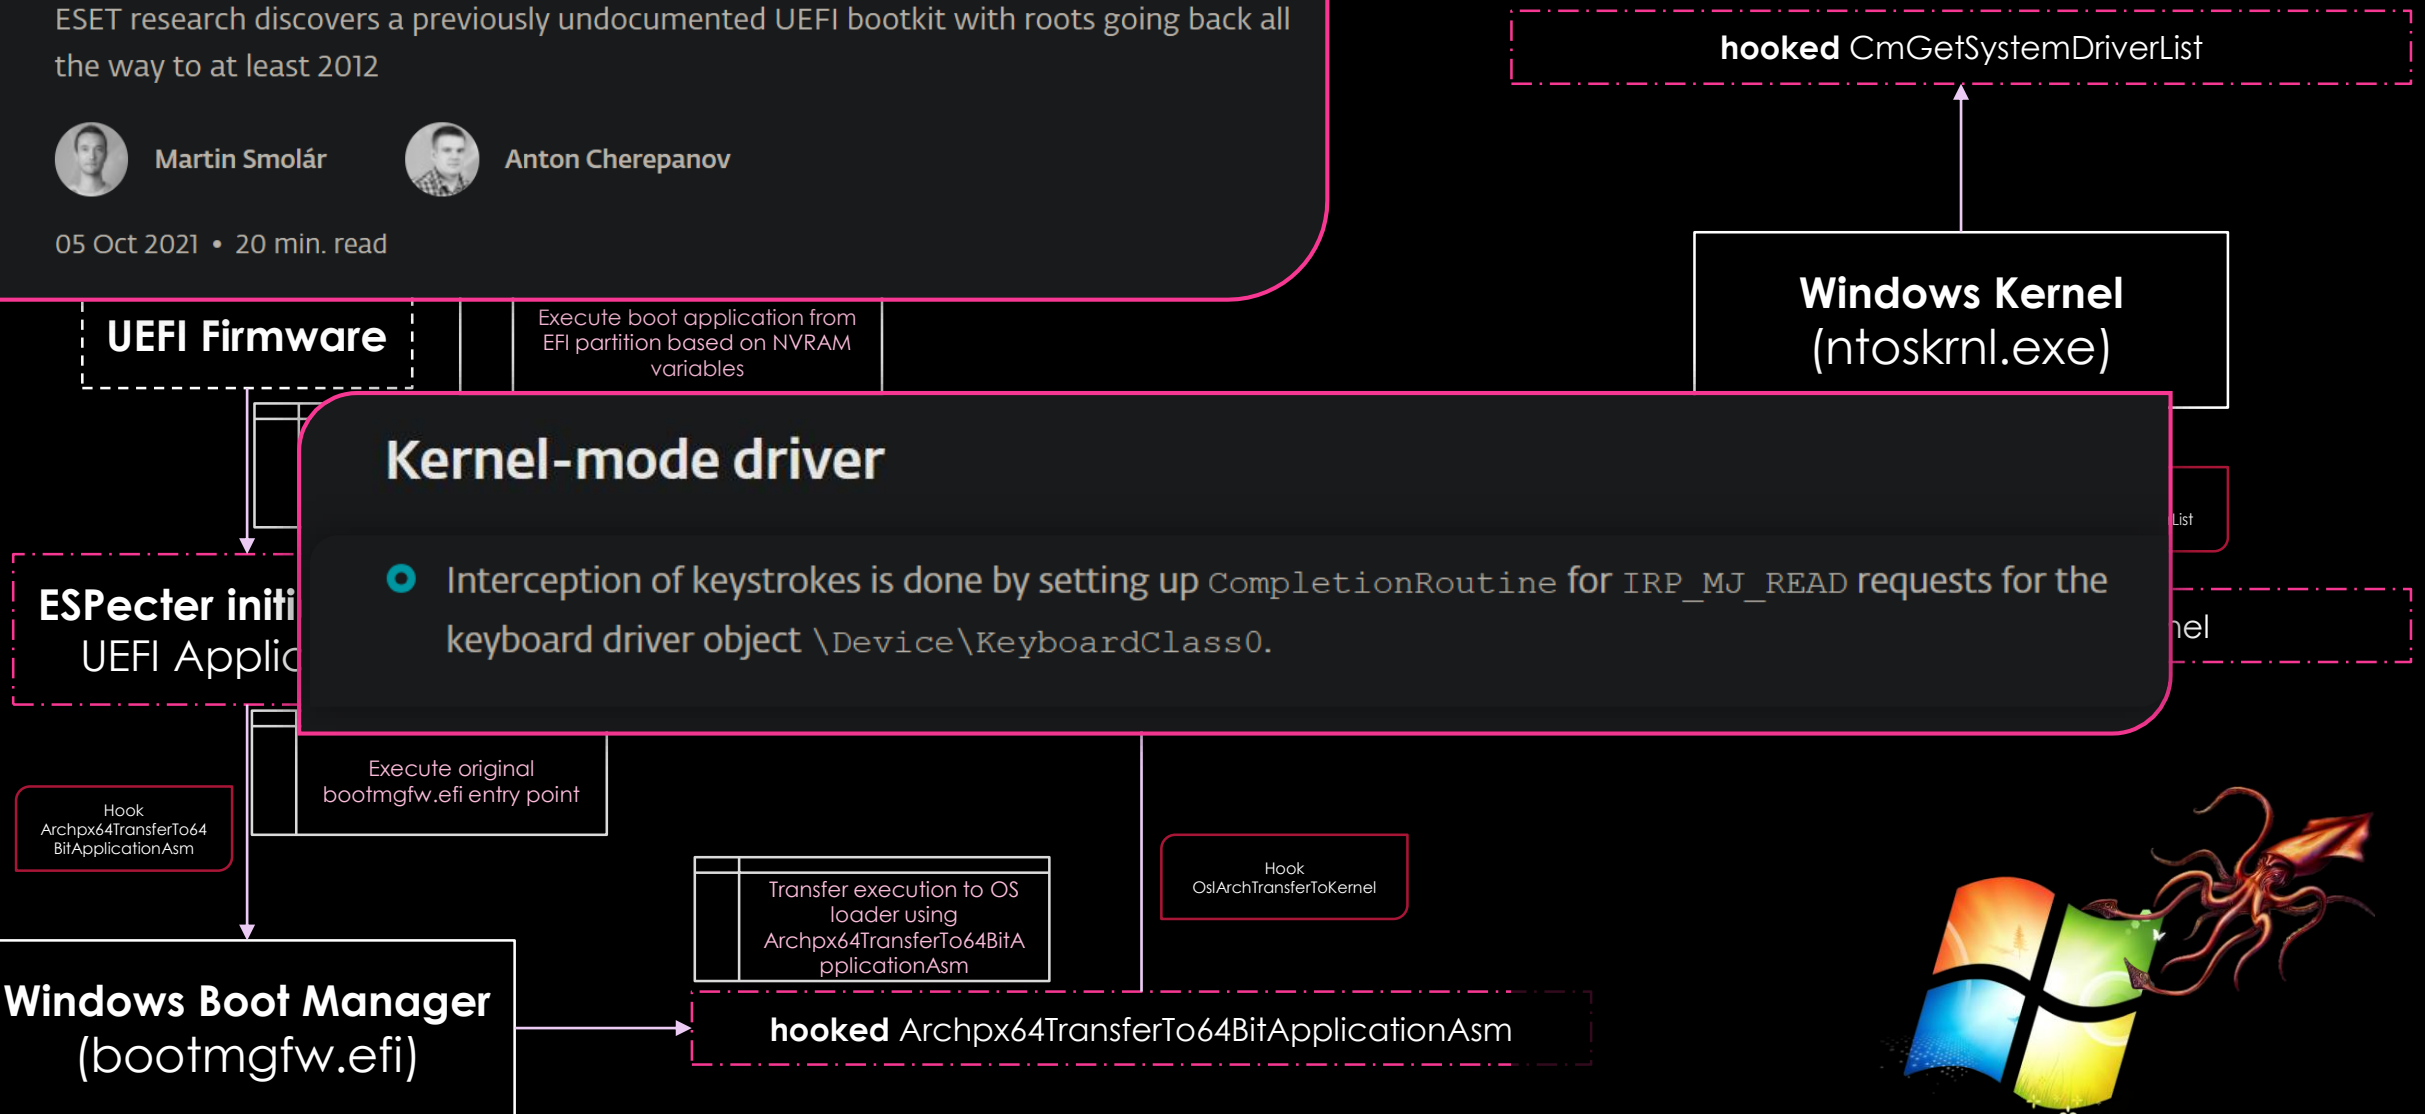 ESET research discovers a previously undocumented UEFI bootkit with roots going back all
the way to at least 2012
Martin Smolár
Anton Cherepanov
05 Oct 2021 • 20 min. read
hooked CmGetSystemDriverList
Windows Kernel
(ntoskrnl.exe)
UEFI Firmware
Execute boot application from
EFI partition based on NVRAM
variables
Kernel-mode driver
Interception of keystrokes is done by setting up CompletionRoutine for IRP_MJ_READ requests for the
keyboard driver object \Device\KeyboardClass0.
List
nel
ESPecter initi
UEFI Applic
Execute original
bootmgfw.efi entry point
Hook
Archpx64TransferTo64
BitApplicationAsm
Hook
OslArchTransferToKernel
Transfer execution to OS
loader using
Archpx64TransferTo64BitA
pplicationAsm
Windows Boot Manager
(bootmgfw.efi)
hooked Archpx64TransferTo64BitApplicationAsm